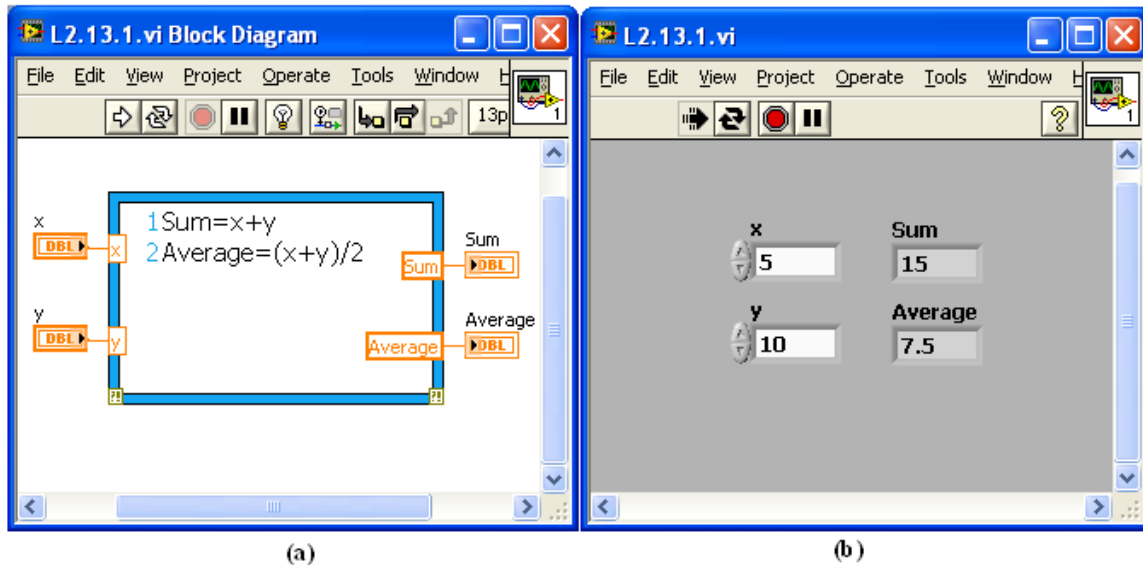 L2.13.1.vi Block Diagram
File Edit View Project Operate Tools Window H
13p
1
x
DBL
x
y
DBL
y
1Sum=x+y
2Average=(x+y)/2
Sum
Sum
DBL
Average
Average
DBL
?!
?!
(a)
L2.13.1.vi
File Edit View Project Operate Tools Window H
?
1
x
5
Sum
15
y
10
Average
7.5
(b)